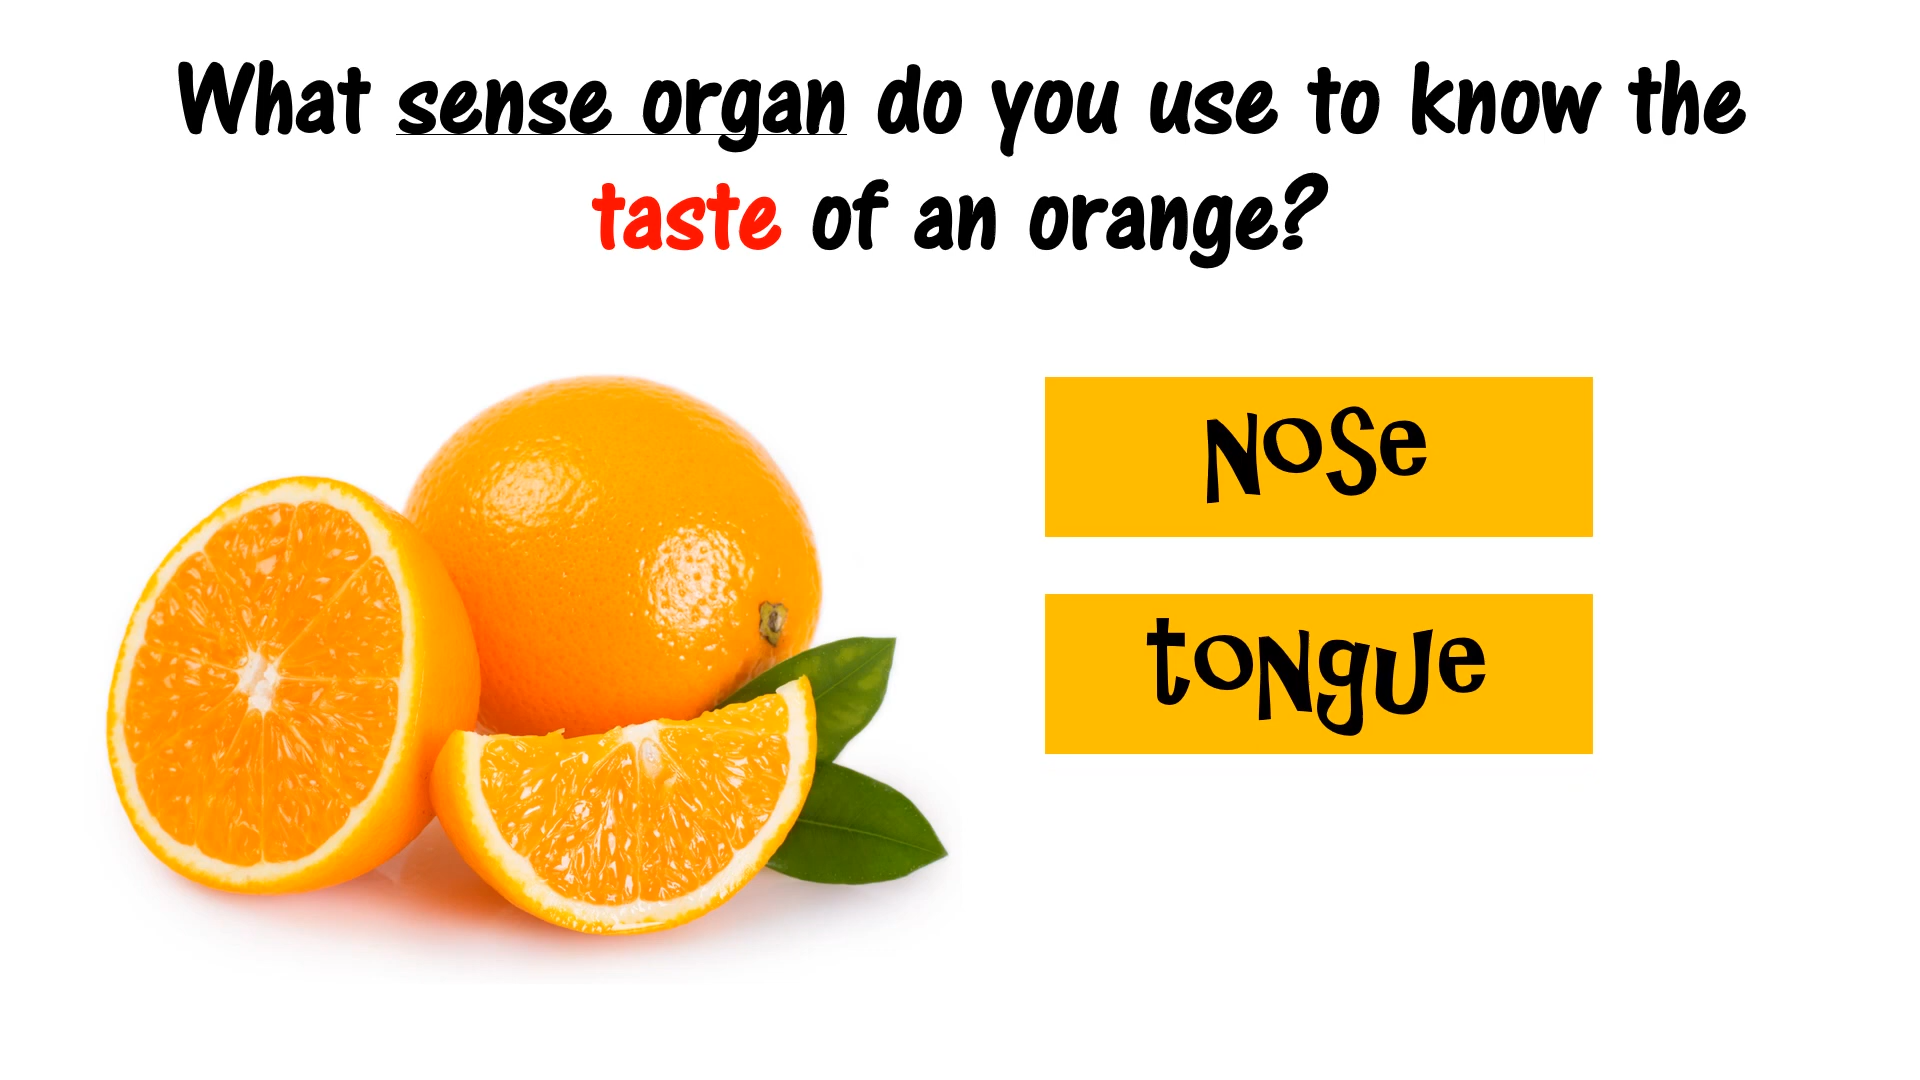 What sense organ do you use to know the
taste of an orange?
Nose
tongue